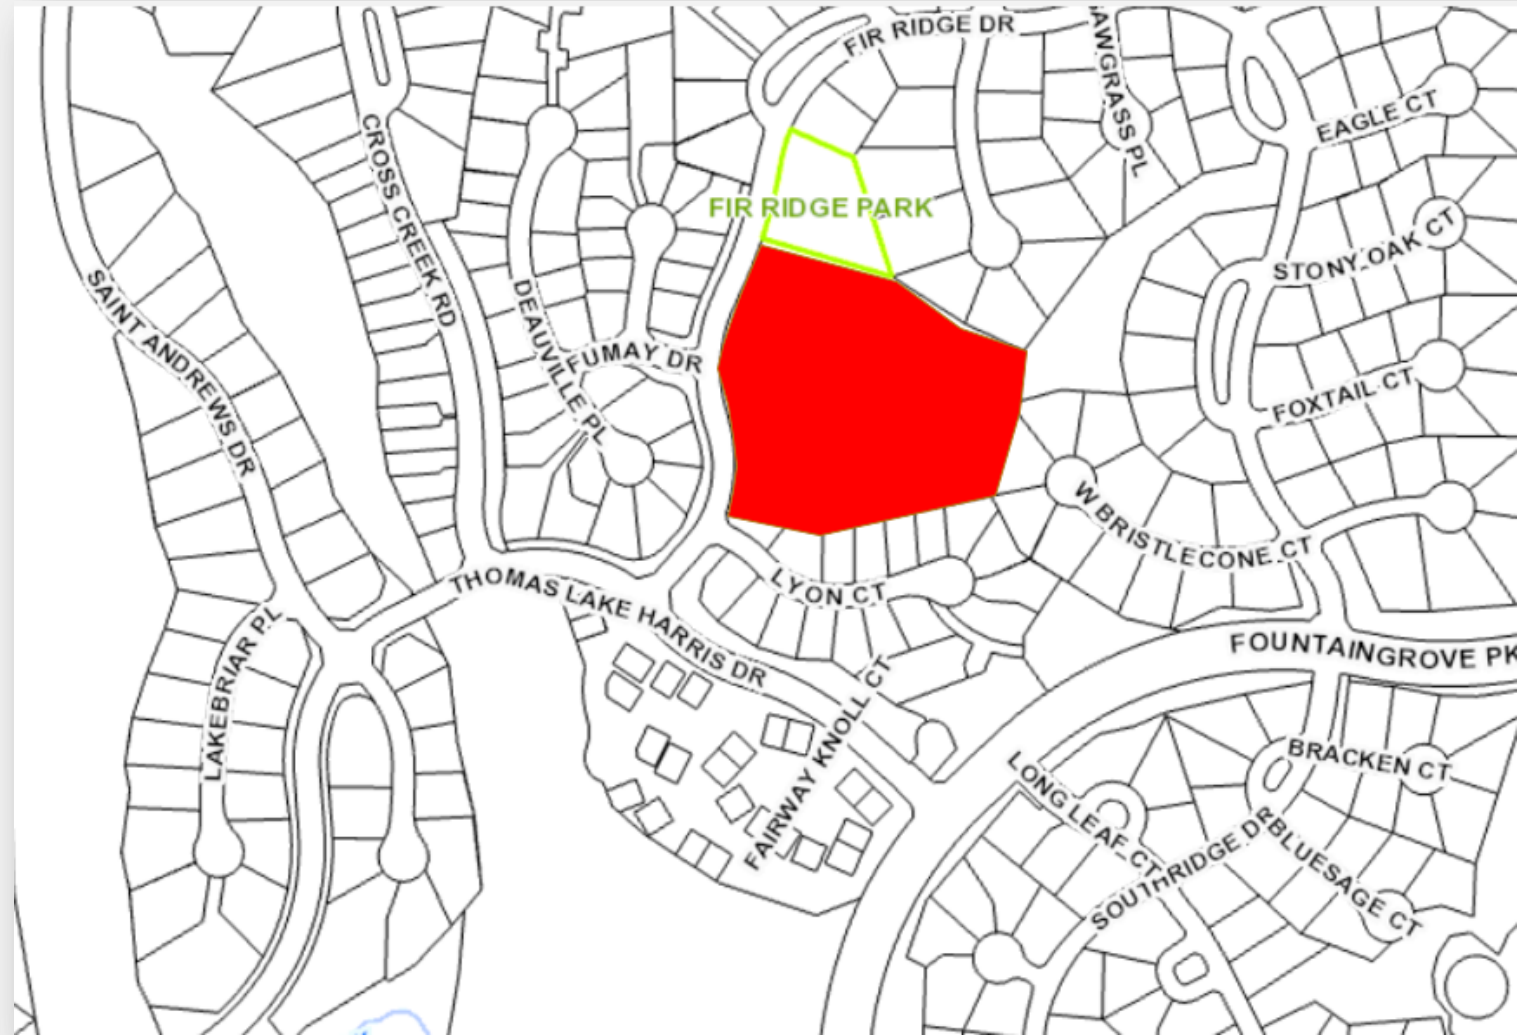 FIR RIDGE DR
AWGRASS PL
EAGLE CT
CROSS CREEK RD
FIR RIDGE PARK
STONY OAK CT
SAINT ANDREWS DR
DEAUVILLE PL
FUMAY DR
FOXTAIL CT
W BRISTLECONE CT
THOMAS LAKE HARRIS DR
LYON CT
LAKEBRIAR PL
FOUNTAINGROVE PK
FAIRWAY KNOLL CT
LONG LEAF CT
BRACKEN CT
SOUTHRIDGE DR
BLUESAGE CT